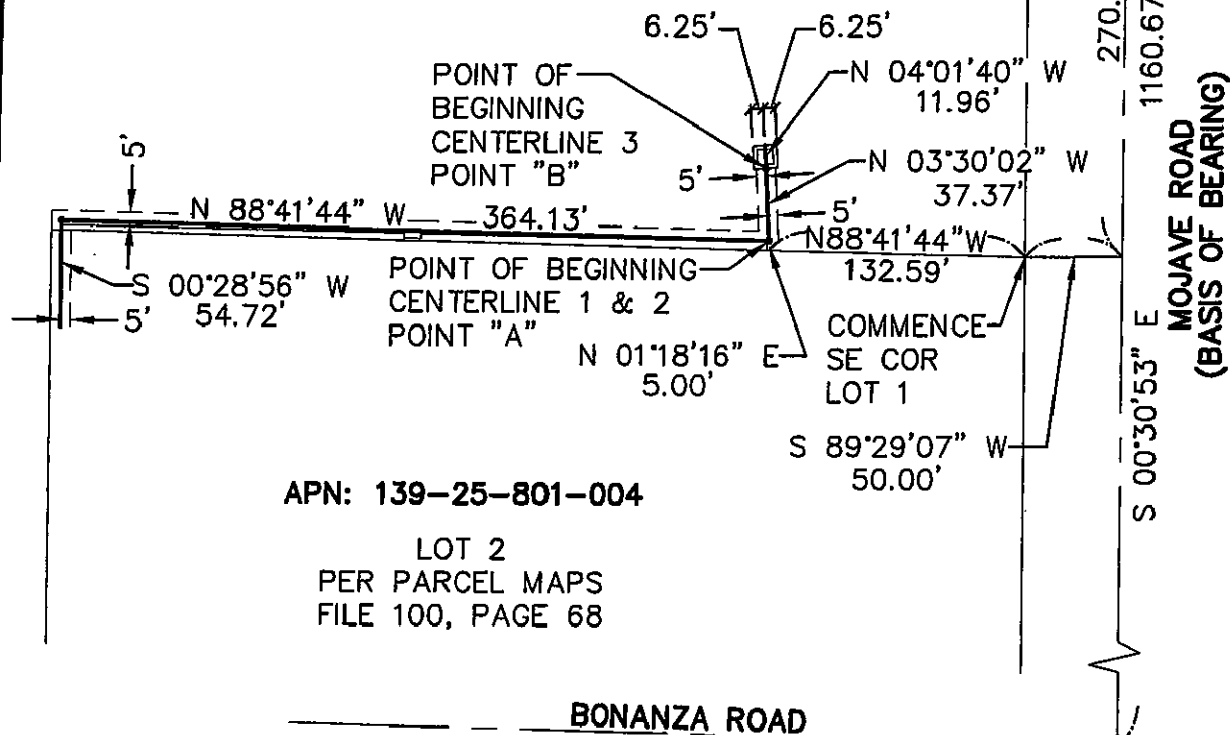 6.25'
6.25'
270.
1160.67
POINT OF
BEGINNING
CENTERLINE 3
POINT "B"
N 04°01'40" W
11.96'
N 03°30'02" W
37.37'
5'
5'
5'
N 88°41'44" W
364.13'
N88°41'44"W
132.59'
S 00°28'56" W
54.72'
5'
POINT OF BEGINNING
CENTERLINE 1 & 2
POINT "A"
N 01°18'16" E
5.00'
COMMENCE
SE COR
LOT 1
S 89°29'07" W
50.00'
S 00°30'53" E
MOJAVE ROAD
(BASIS OF BEARING)
APN: 139-25-801-004
LOT 2
PER PARCEL MAPS
FILE 100, PAGE 68
BONANZA ROAD